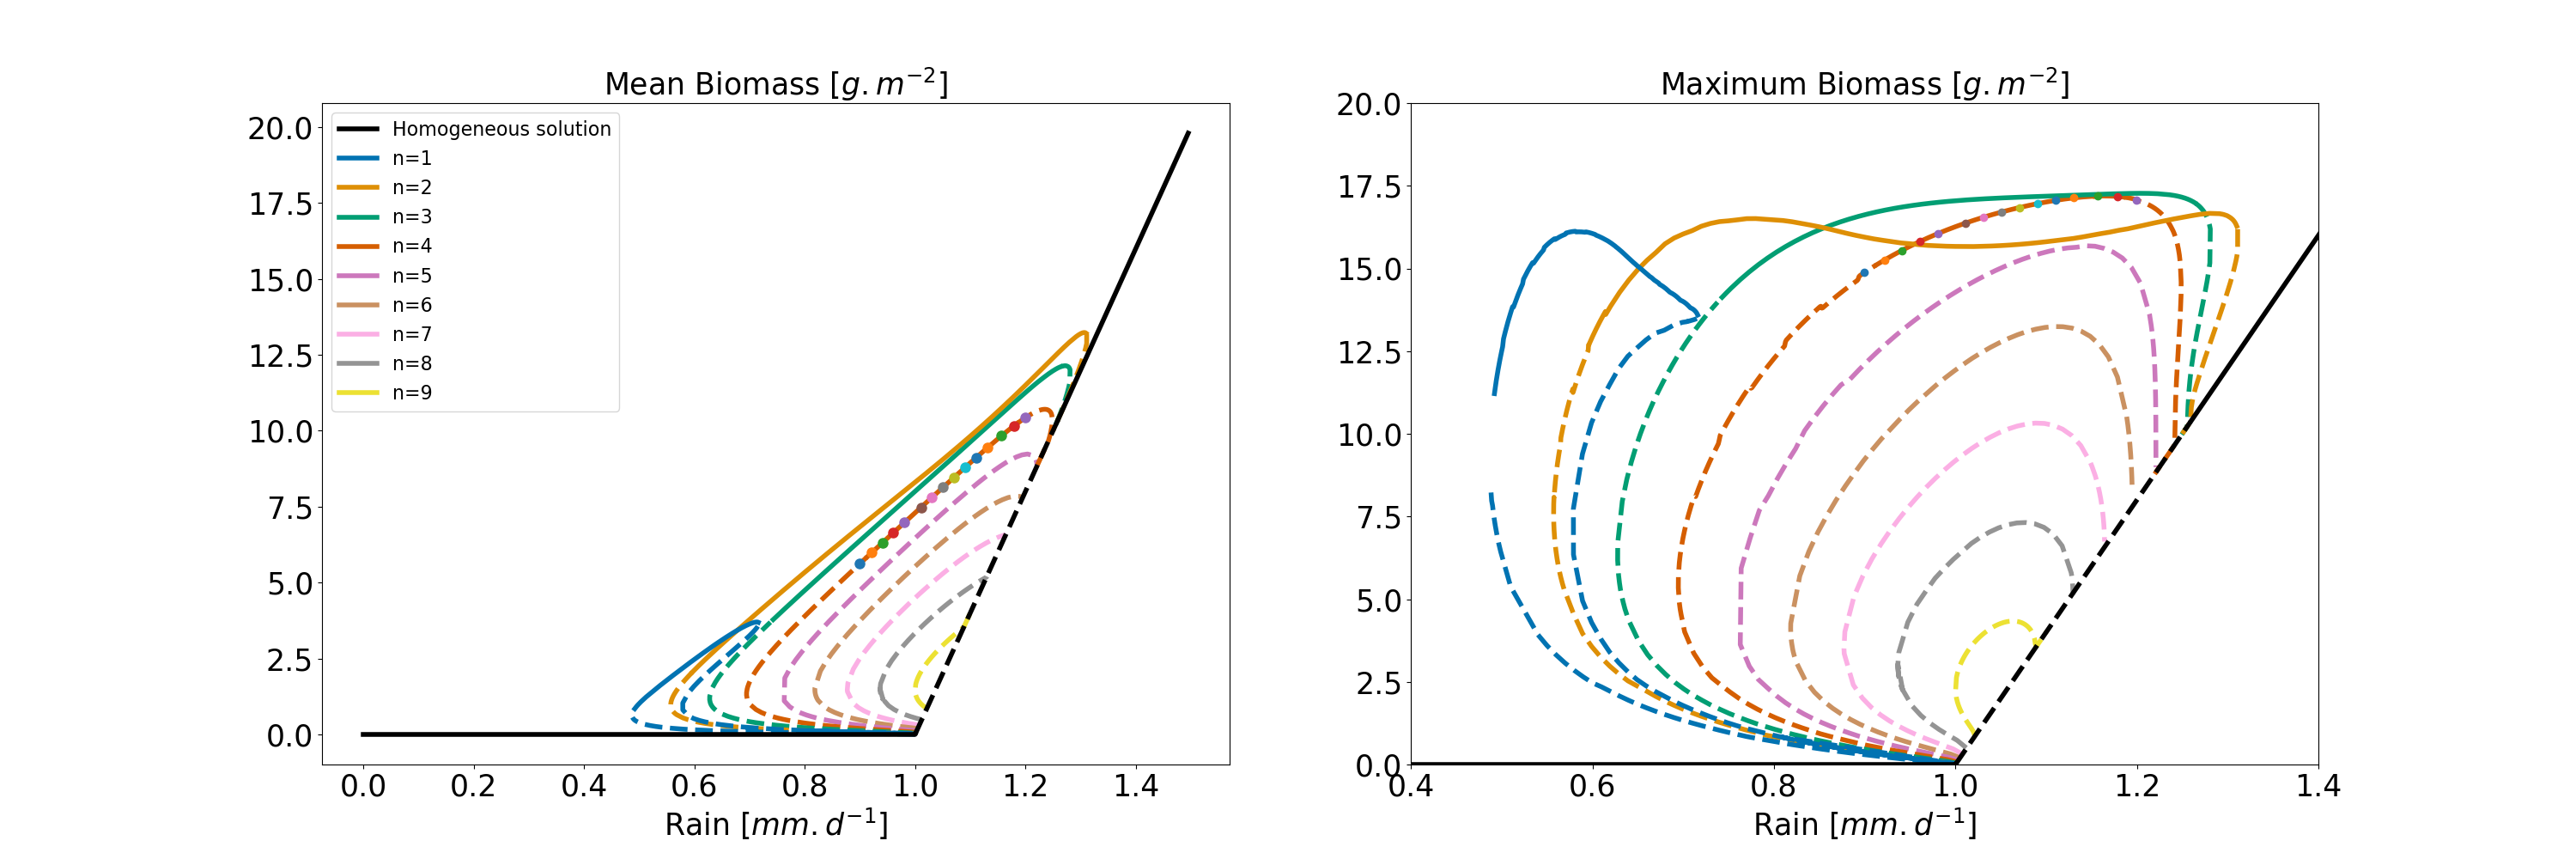 Mean Biomass [g.m⁻²]
20.0
17.5
15.0
12.5
10.0
7.5
5.0
2.5
0.0
Homogeneous solution
n=1
n=2
n=3
n=4
n=5
n=6
n=7
n=8
n=9
0.0 0.2 0.4 0.6 0.8 1.0 1.2 1.4
Rain [mm.d⁻¹]
Maximum Biomass [g.m⁻²]
20.0
17.5
15.0
12.5
10.0
7.5
5.0
2.5
0.0
0.4 0.6 0.8 1.0 1.2 1.4
Rain [mm.d⁻¹]